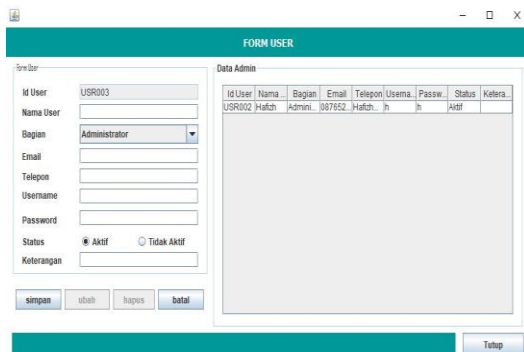 FORM USER
Form User
Id User USR003
Nama User
Bagian Administrator
Email
Telepon
Username
Password
Status Aktif Tidak Aktif
Keterangan
simpan ubah hapus batal
Data Admin
Id User Nama ... Bagian Email Telepon Userna... Passw... Status Ketera...
USR002 Hafizh Admini... 087652... Hafizh... h h Aktif
Tutup